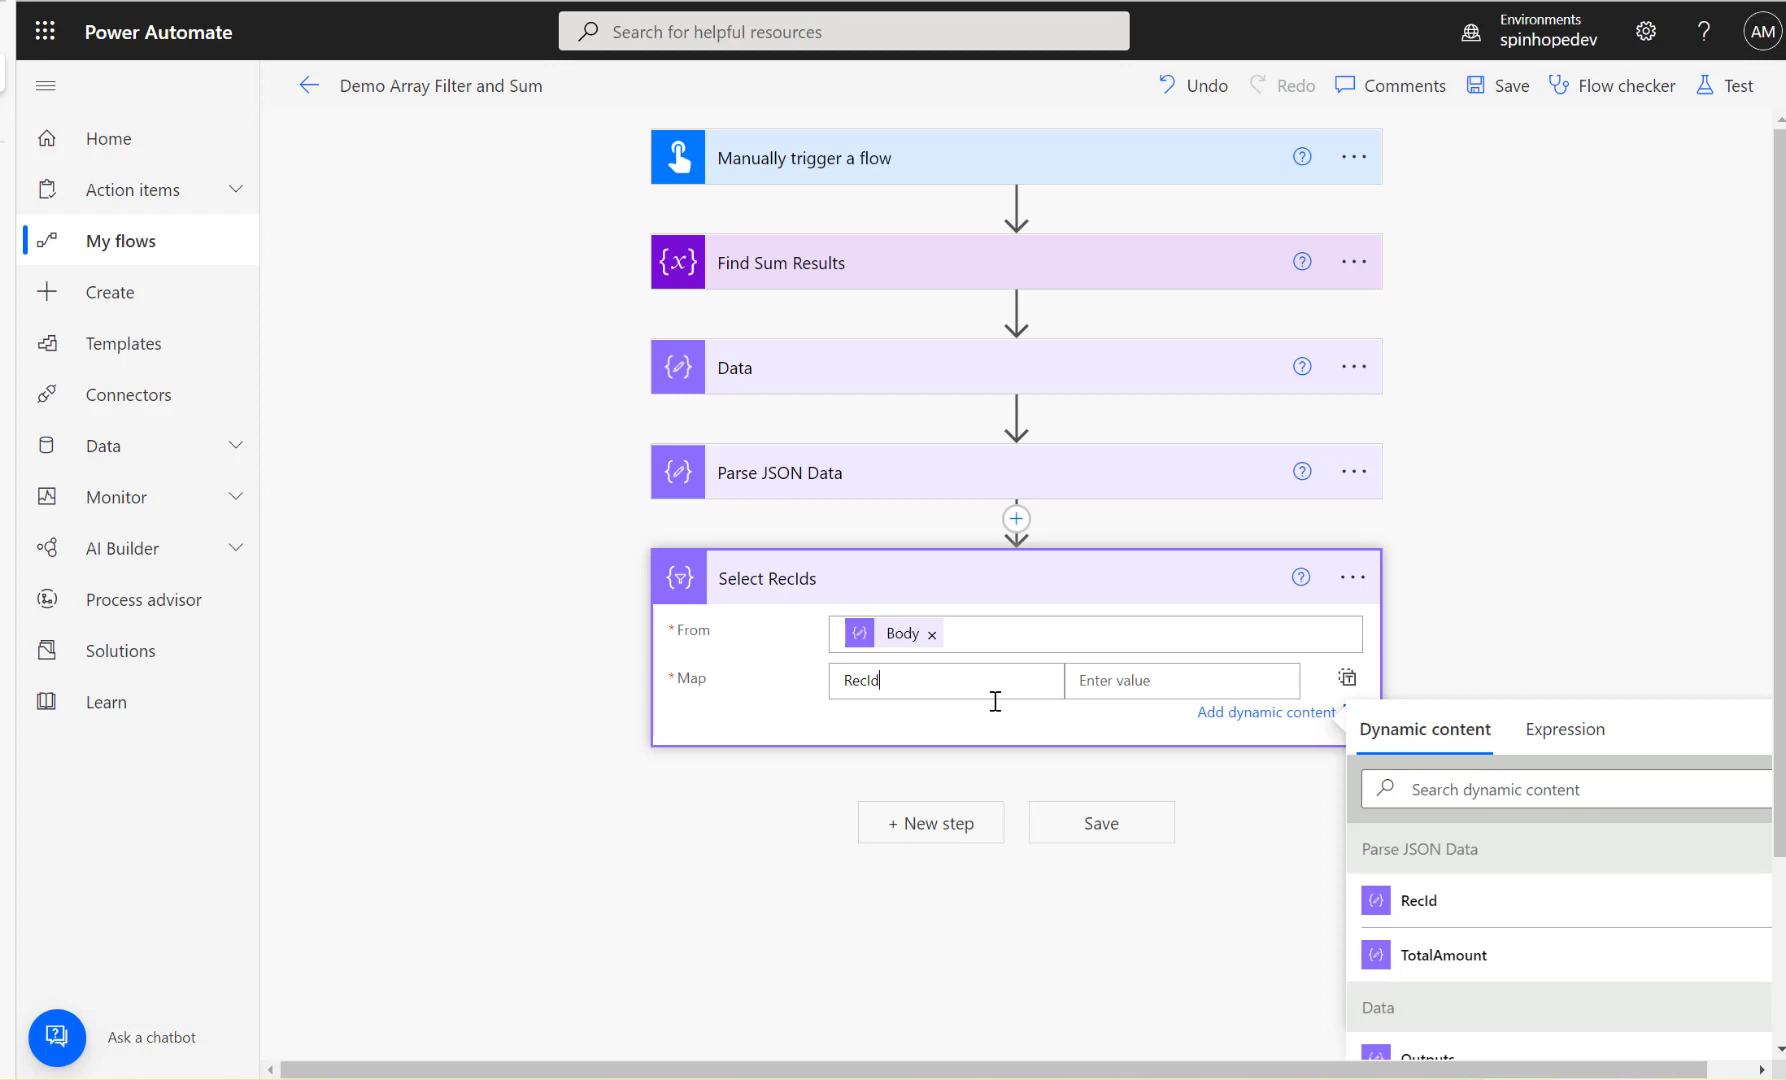 Power Automate
Search for helpful resources
Environments
spinhopedev
?
AM
Demo Array Filter and Sum
Undo
Redo
Comments
Save
Flow checker
Test
Home
Action items
My flows
Create
Templates
Connectors
Data
Monitor
AI Builder
Process advisor
Solutions
Learn
Ask a chatbot
Manually trigger a flow
Find Sum Results
Data
Parse JSON Data
Select RecIds
* From
Body ×
* Map
RecId
Enter value
Add dynamic content
+ New step
Save
Dynamic content
Expression
Search dynamic content
Parse JSON Data
RecId
TotalAmount
Data
Outputs